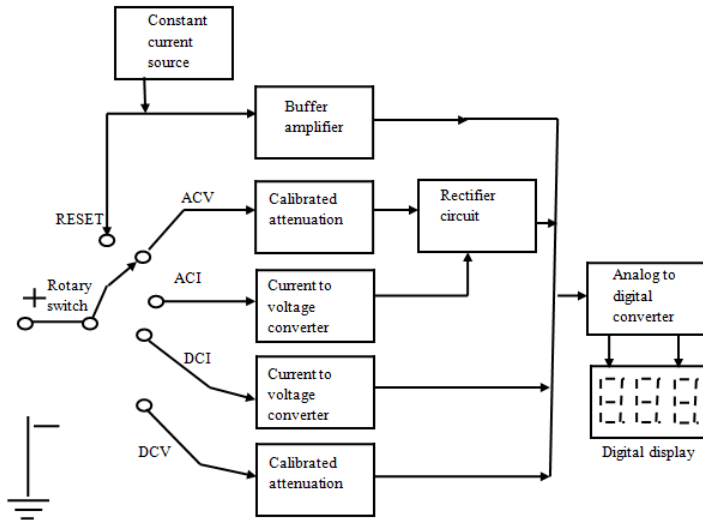 Constant
current
source
Buffer
amplifier
ACV
Calibrated
attenuation
Rectifier
circuit
RESET
Rotary
switch
ACI
Current to
voltage
converter
Analog to
digital
converter
DCI
Current to
voltage
converter
Digital display
DCV
Calibrated
attenuation